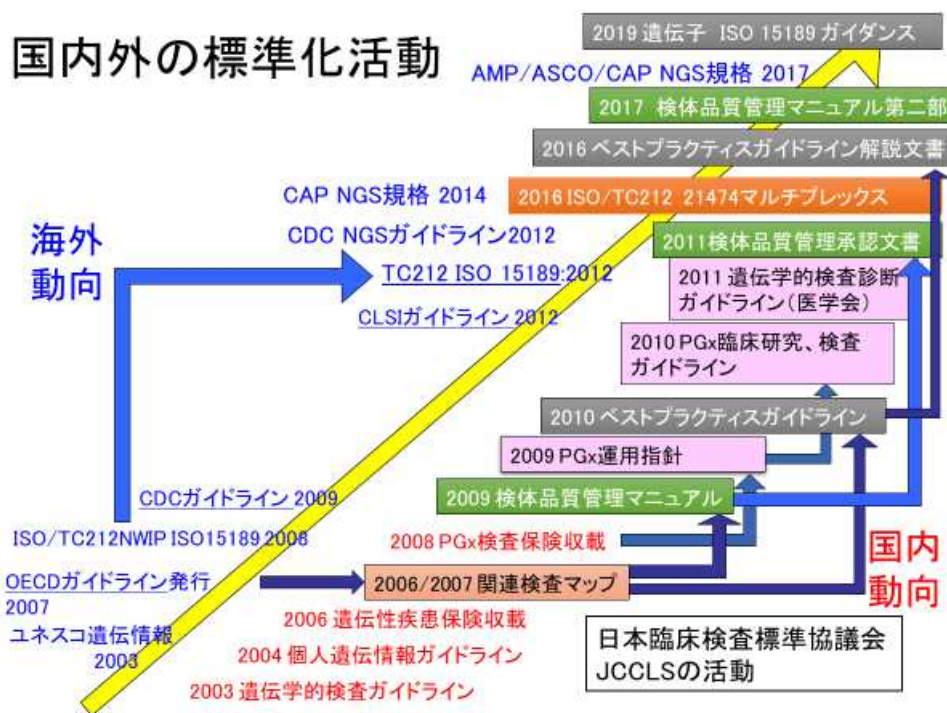 国内外の標準化活動
2019 遺伝子 ISO 15189 ガイダンス
AMP/ASCO/CAP NGS規格 2017
2017 検体品質管理マニュアル第二部
2016 ベストプラクティスガイドライン解説文書
CAP NGS規格 2014
2016 ISO/TC212 21474マルチプレックス
海外
動向
CDC NGSガイドライン2012
2011検体品質管理承認文書
TC212 ISO 15189:2012
2011 遺伝学的検査診断
ガイドライン(医学会)
CLSIガイドライン 2012
2010 PGx臨床研究、検査
ガイドライン
2010 ベストプラクティスガイドライン
2009 PGx運用指針
CDCガイドライン 2009
2009 検体品質管理マニュアル
ISO/TC212NWIP ISO15189 2008
2008 PGx検査保険収載
国内
動向
OECDガイドライン発行
2007
2006/2007 関連検査マップ
ユネスコ遺伝情報
2003
2006 遺伝性疾患保険収載
2004 個人遺伝情報ガイドライン
2003 遺伝学的検査ガイドライン
日本臨床検査標準協議会
JCCLSの活動